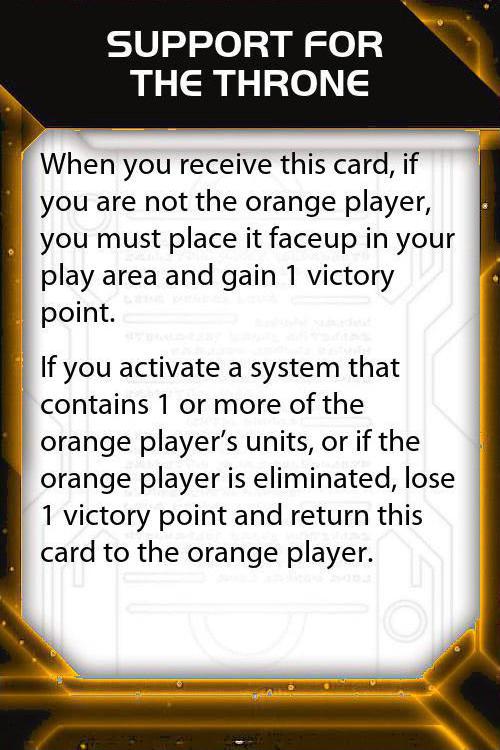 SUPPORT FOR
THE THRONE
When you receive this card, if
you are not the orange player,
you must place it faceup in your
play area and gain 1 victory
point.
If you activate a system that
contains 1 or more of the
orange player’s units, or if the
orange player is eliminated, lose
1 victory point and return this
card to the orange player.